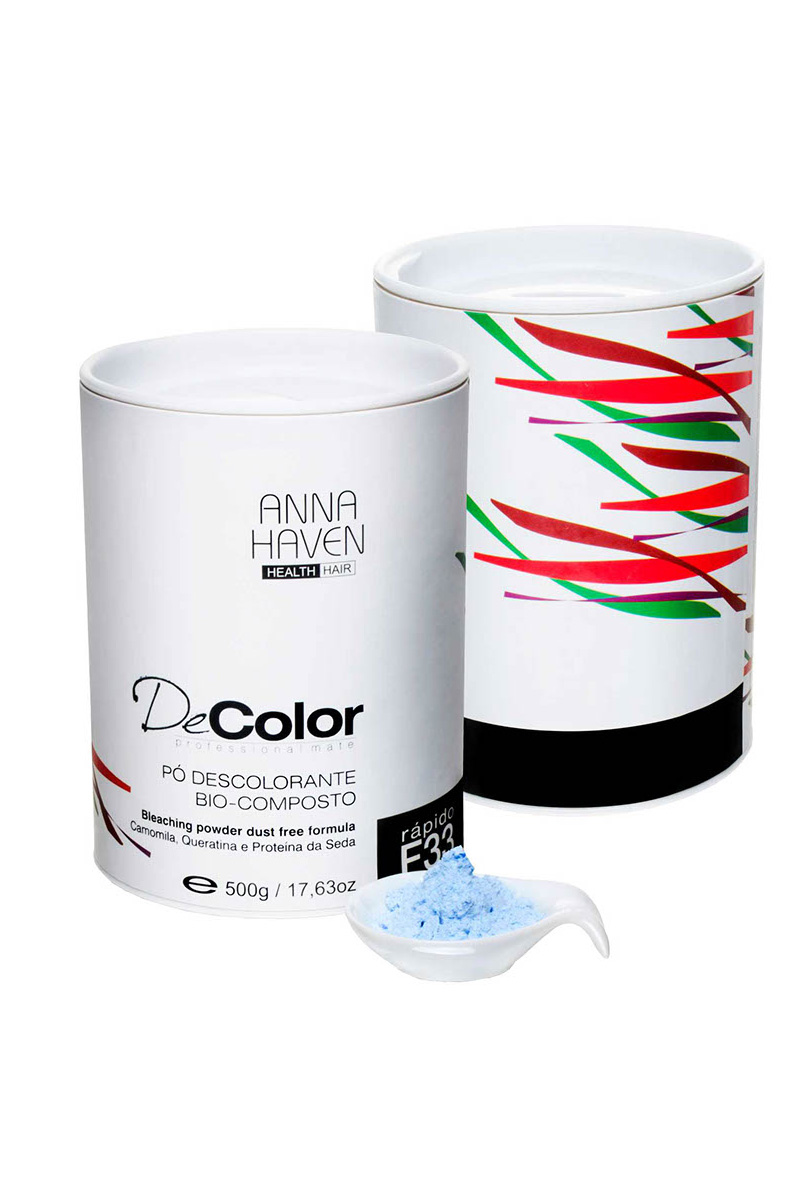 ANNA
HAVEN
HEALTH HAIR
DeColor
professional mate
PÓ DESCOLORANTE
BIO-COMPOSTO
Bleaching powder dust free formula
Camomila, Queratina e Proteína da Seda
rápido
e 500g / 17,63oz